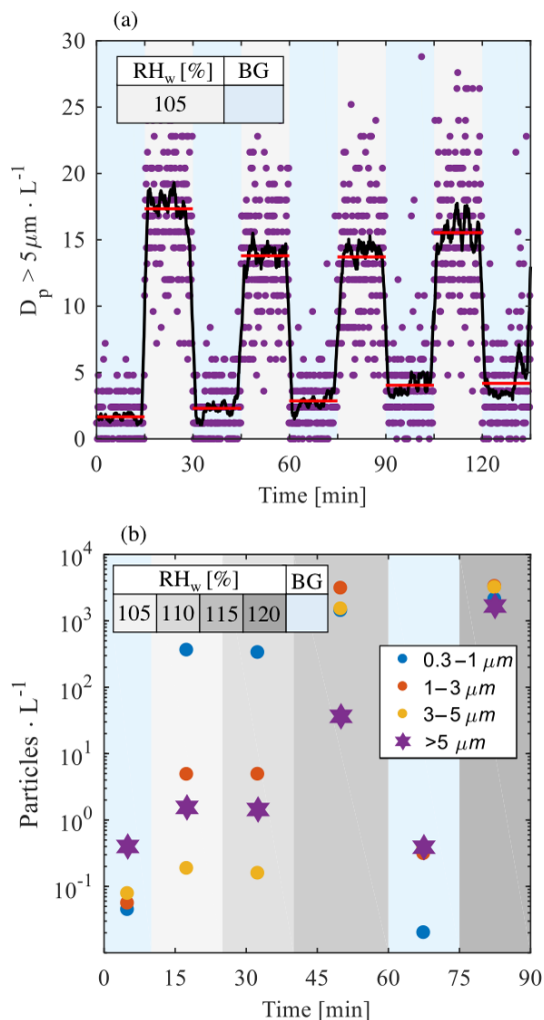 (a)
30
25
20
15
10
5
0
RH_w [%] BG
105
D_p > 5 μm · L^-1
0 30 60 90 120
Time [min]
(b)
10^4
10^3
10^2
10^1
10^0
10^-1
RH_w [%] BG
105 110 115 120
0.3–1 μm
1–3 μm
3–5 μm
>5 μm
Particles · L^-1
0 15 30 45 60 75 90
Time [min]